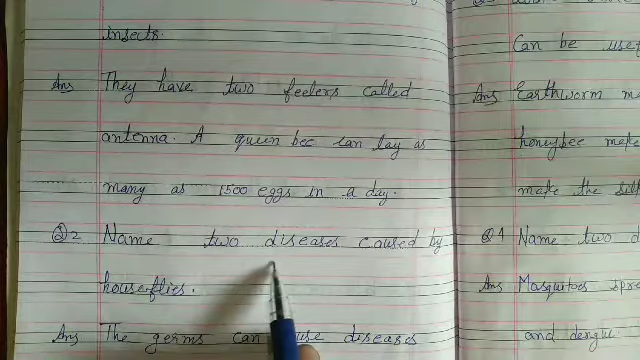 insects.
Ans They have two feelers called
antenna. A queen bee can lay as
many as 1500 eggs in a day.
Q2 Name two diseases caused by
houseflies.
Ans The germs can use diseases
Can be use
Ans Earthworm m
honeybee make
make the sil
Q4 Name two d
Ans Mosquitoes spre
and dengu